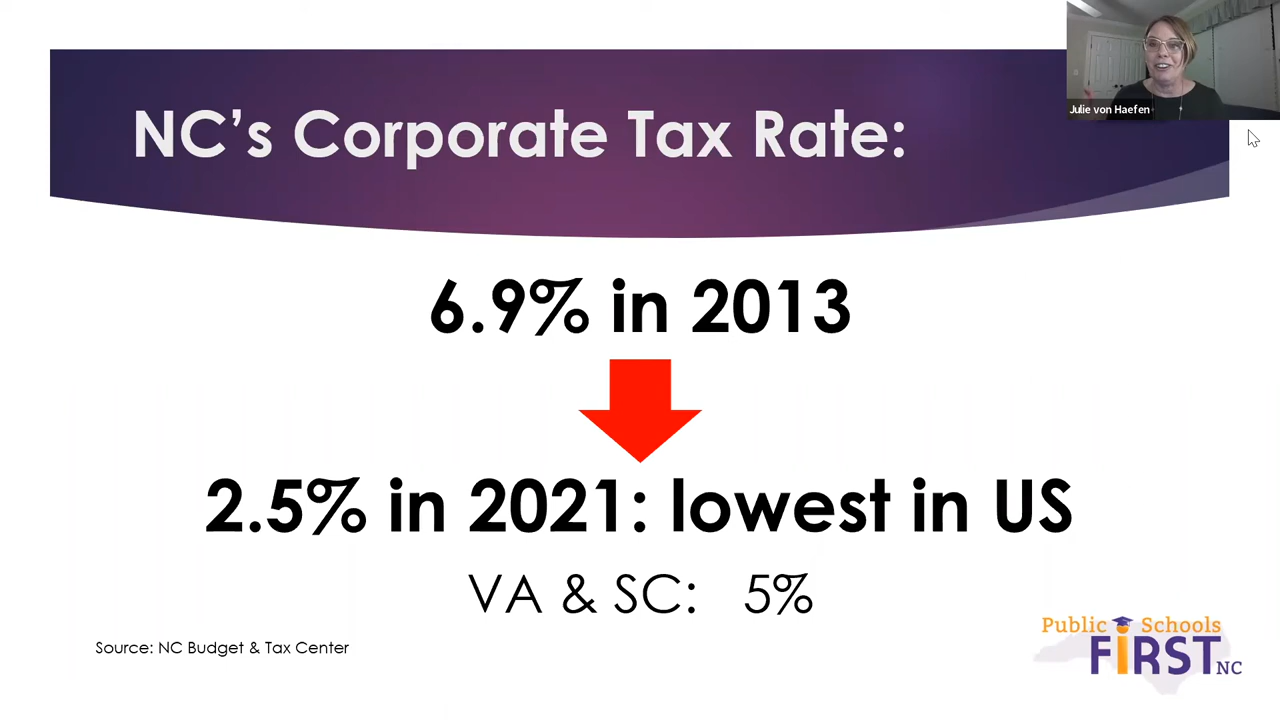 NC’s Corporate Tax Rate:
Julie von Haefen
6.9% in 2013
2.5% in 2021: lowest in US
VA & SC: 5%
Source: NC Budget & Tax Center
Public Schools
FiRST NC